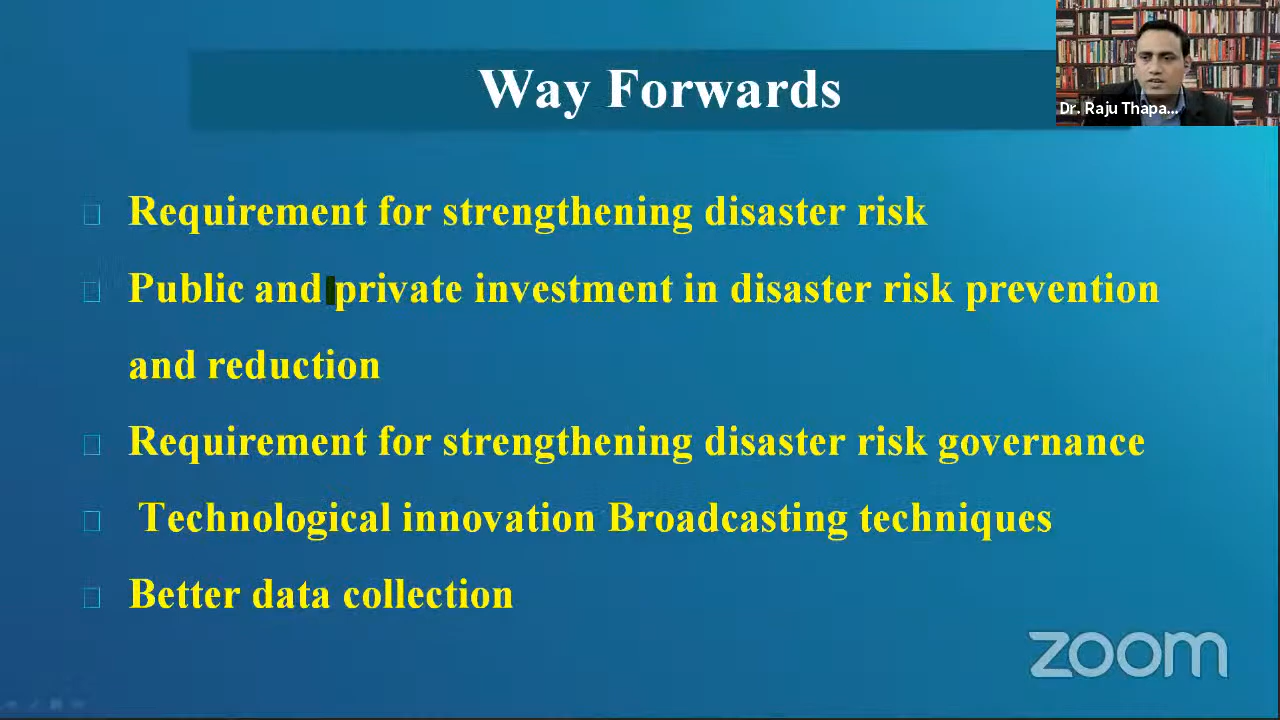 Way Forwards
Dr. Raju Thapa...
Requirement for strengthening disaster risk
Public and private investment in disaster risk prevention
and reduction
Requirement for strengthening disaster risk governance
Technological innovation Broadcasting techniques
Better data collection
zoom